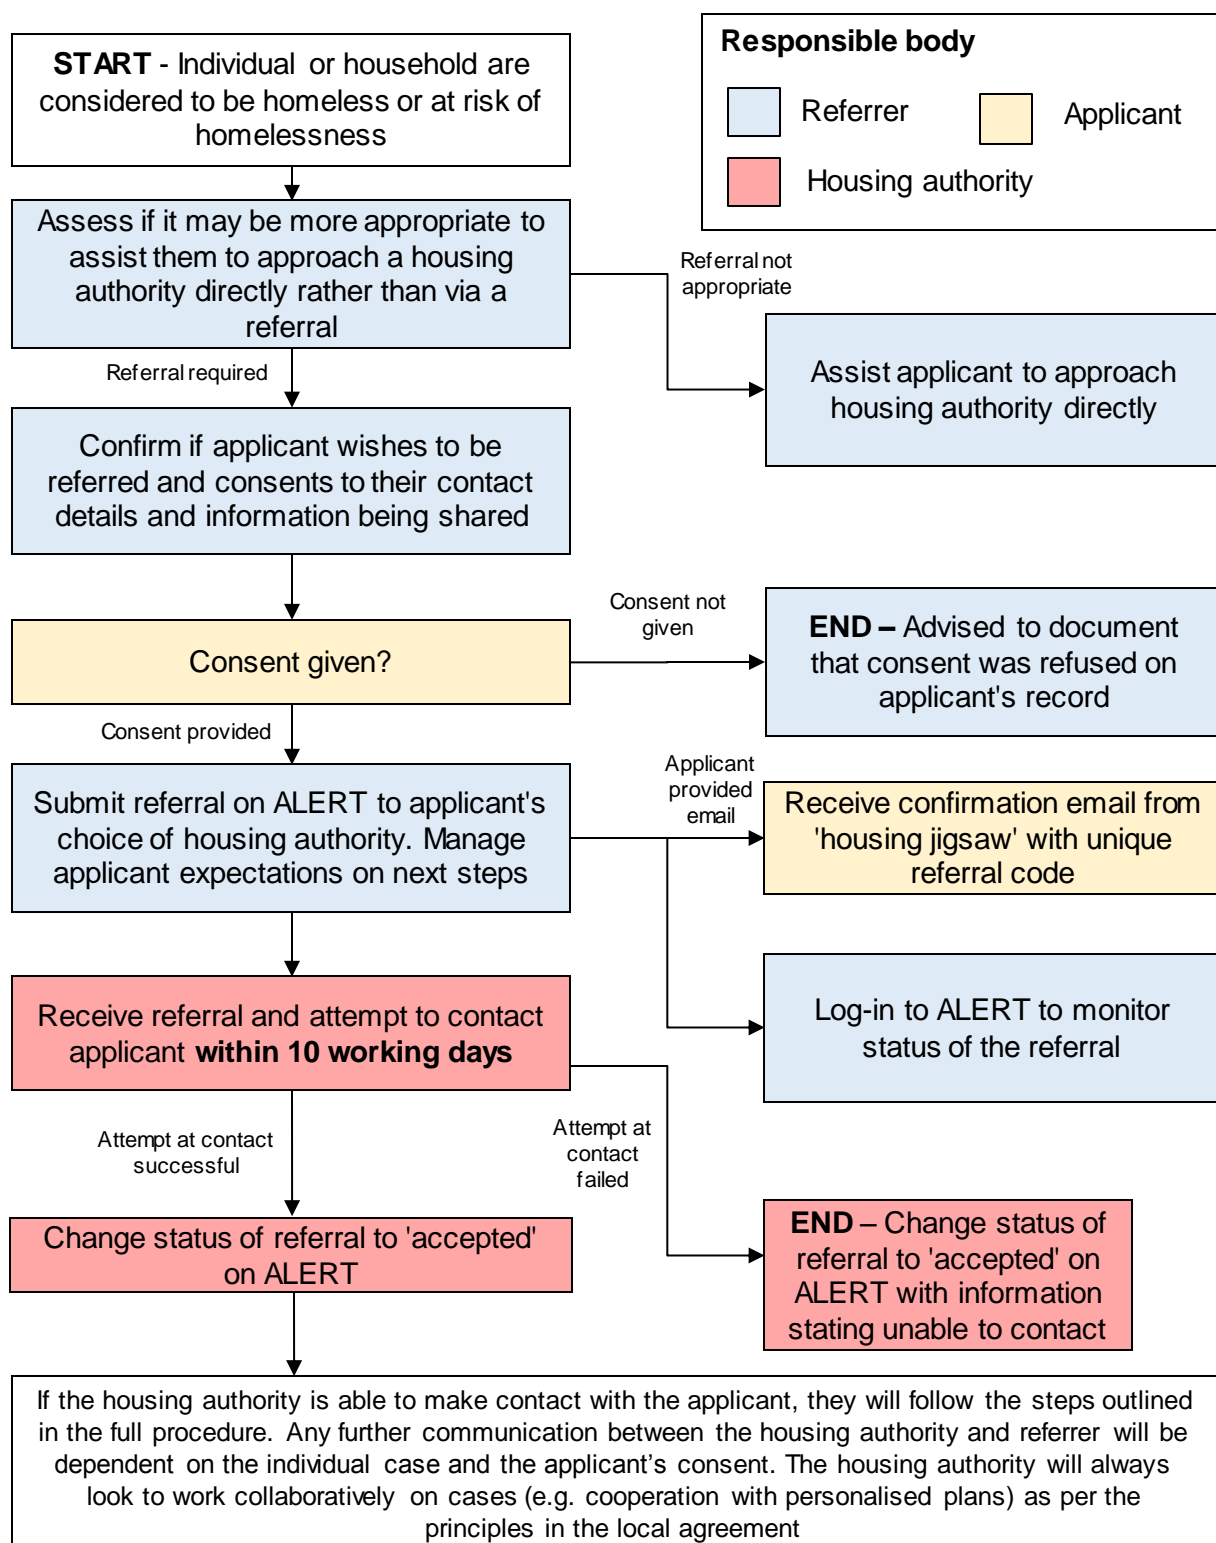 START - Individual or household are
considered to be homeless or at risk of
homelessness
Responsible body
Referrer
Applicant
Housing authority
Assess if it may be more appropriate to
assist them to approach a housing
authority directly rather than via a
referral
Referral not
appropriate
Assist applicant to approach
housing authority directly
Referral required
Confirm if applicant wishes to be
referred and consents to their contact
details and information being shared
Consent given?
Consent not
given
END – Advised to document
that consent was refused on
applicant's record
Consent provided
Submit referral on ALERT to applicant's
choice of housing authority. Manage
applicant expectations on next steps
Applicant
provided
email
Receive confirmation email from
'housing jigsaw' with unique
referral code
Log-in to ALERT to monitor
status of the referral
Receive referral and attempt to contact
applicant within 10 working days
Attempt at contact
successful
Attempt at
contact
failed
Change status of referral to 'accepted'
on ALERT
END – Change status of
referral to 'accepted' on
ALERT with information
stating unable to contact
If the housing authority is able to make contact with the applicant, they will follow the steps outlined
in the full procedure. Any further communication between the housing authority and referrer will be
dependent on the individual case and the applicant’s consent. The housing authority will always
look to work collaboratively on cases (e.g. cooperation with personalised plans) as per the
principles in the local agreement